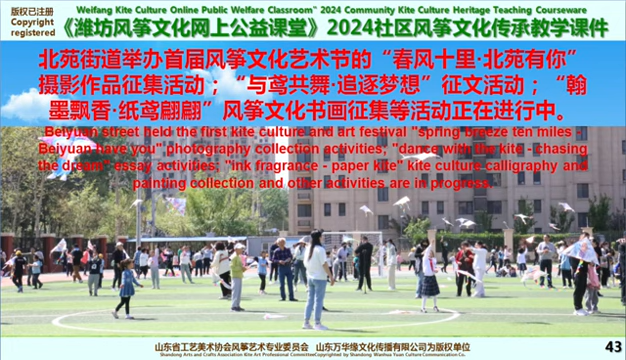 版权已注册
Copyright
registered
Weifang Kite Culture Online Public Welfare Classroom" 2024 Community Kite Culture Heritage Teaching Courseware
《潍坊风筝文化网上公益课堂》2024社区风筝文化传承教学课件
北苑街道举办首届风筝文化艺术节的“春风十里·北苑有你”
摄影作品征集活动；“与鸢共舞·追逐梦想”征文活动；“翰
墨飘香·纸鸢翩翩”风筝文化书画征集等活动正在进行中。
Beiyuan street held the first kite culture and art festival "spring breeze ten miles
Beiyuan have you" photography collection activities; "dance with the kite - chasing
the dream" essay activities; "ink fragrance - paper kite" kite culture calligraphy and
painting collection and other activities are in progress.
山东省工艺美术协会风筝艺术专业委员会 山东万华缘文化传播有限公司为版权单位
Shandong Arts and Crafts Association Kite Art Professional CommitteeCopyrighted by Shandong Wanhua Yuan Culture Communication Co.
43